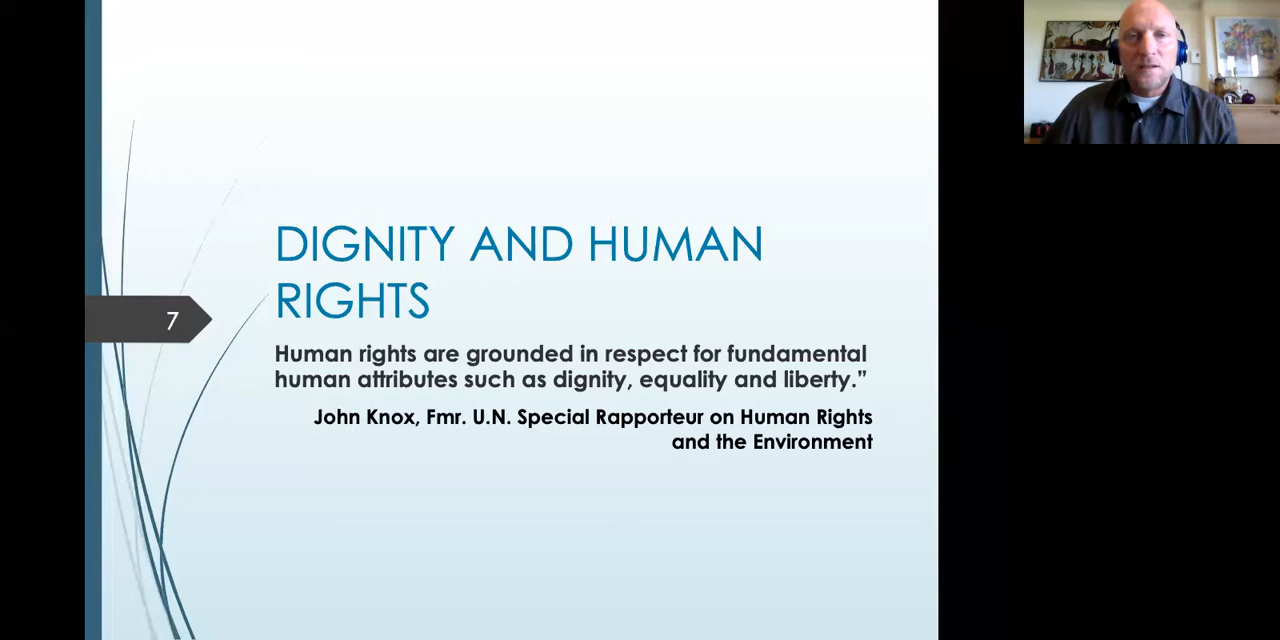 DIGNITY AND HUMAN
RIGHTS
7
Human rights are grounded in respect for fundamental
human attributes such as dignity, equality and liberty.”
John Knox, Fmr. U.N. Special Rapporteur on Human Rights
and the Environment